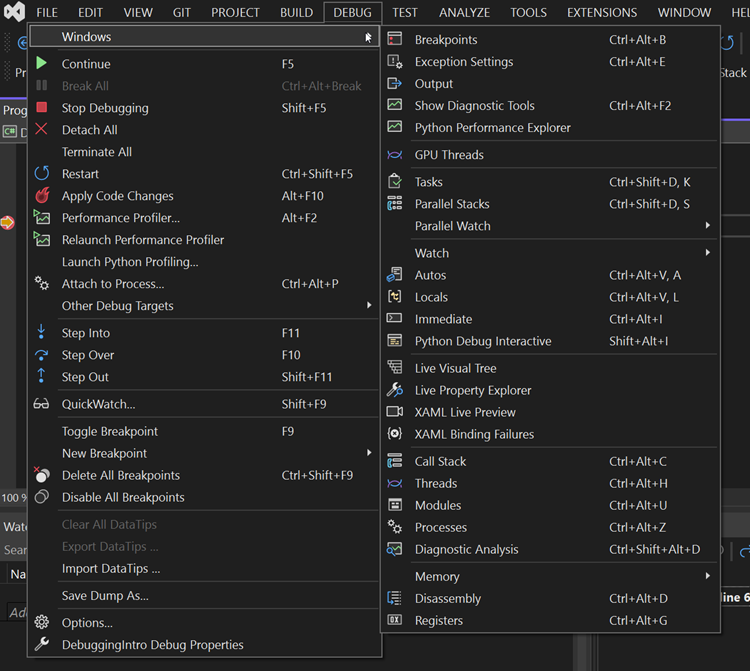 FILE EDIT VIEW GIT PROJECT BUILD DEBUG TEST ANALYZE TOOLS EXTENSIONS WINDOW HEL
Windows
Continue F5
Break All Ctrl+Alt+Break
Stop Debugging Shift+F5
Detach All
Terminate All
Restart Ctrl+Shift+F5
Apply Code Changes Alt+F10
Performance Profiler... Alt+F2
Relaunch Performance Profiler
Launch Python Profiling...
Attach to Process... Ctrl+Alt+P
Other Debug Targets
Step Into F11
Step Over F10
Step Out Shift+F11
QuickWatch... Shift+F9
Toggle Breakpoint F9
New Breakpoint
Delete All Breakpoints Ctrl+Shift+F9
Disable All Breakpoints
Clear All DataTips
Export DataTips ...
Import DataTips ...
Save Dump As...
Options...
DebuggingIntro Debug Properties
Breakpoints Ctrl+Alt+B
Exception Settings Ctrl+Alt+E
Output
Show Diagnostic Tools Ctrl+Alt+F2
Python Performance Explorer
GPU Threads
Tasks Ctrl+Shift+D, K
Parallel Stacks Ctrl+Shift+D, S
Parallel Watch
Watch
Autos Ctrl+Alt+V, A
Locals Ctrl+Alt+V, L
Immediate Ctrl+Alt+I
Python Debug Interactive Shift+Alt+I
Live Visual Tree
Live Property Explorer
XAML Live Preview
XAML Binding Failures
Call Stack Ctrl+Alt+C
Threads Ctrl+Alt+H
Modules Ctrl+Alt+U
Processes Ctrl+Alt+Z
Diagnostic Analysis Ctrl+Shift+Alt+D
Memory
Disassembly Ctrl+Alt+D
Registers Ctrl+Alt+G
Pr
Prog
C# D
100 %
Wat
Sear
Na
Add
Stack
line 6